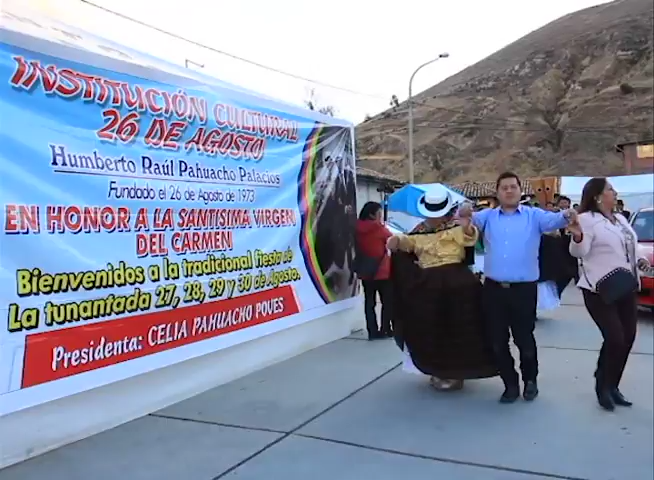 INSTITUCIÓN CULTURAL
26 DE AGOSTO
Humberto Raúl Pahuacho Palacios
Fundado el 26 de Agosto de 1973
EN HONOR A LA SANTISIMA VIRGEN
DEL CARMEN
Bienvenidos a la tradicional fiesta de
La tunantada 27, 28, 29 y 30 de Agosto.
Presidenta: CELIA PAHUACHO POVES